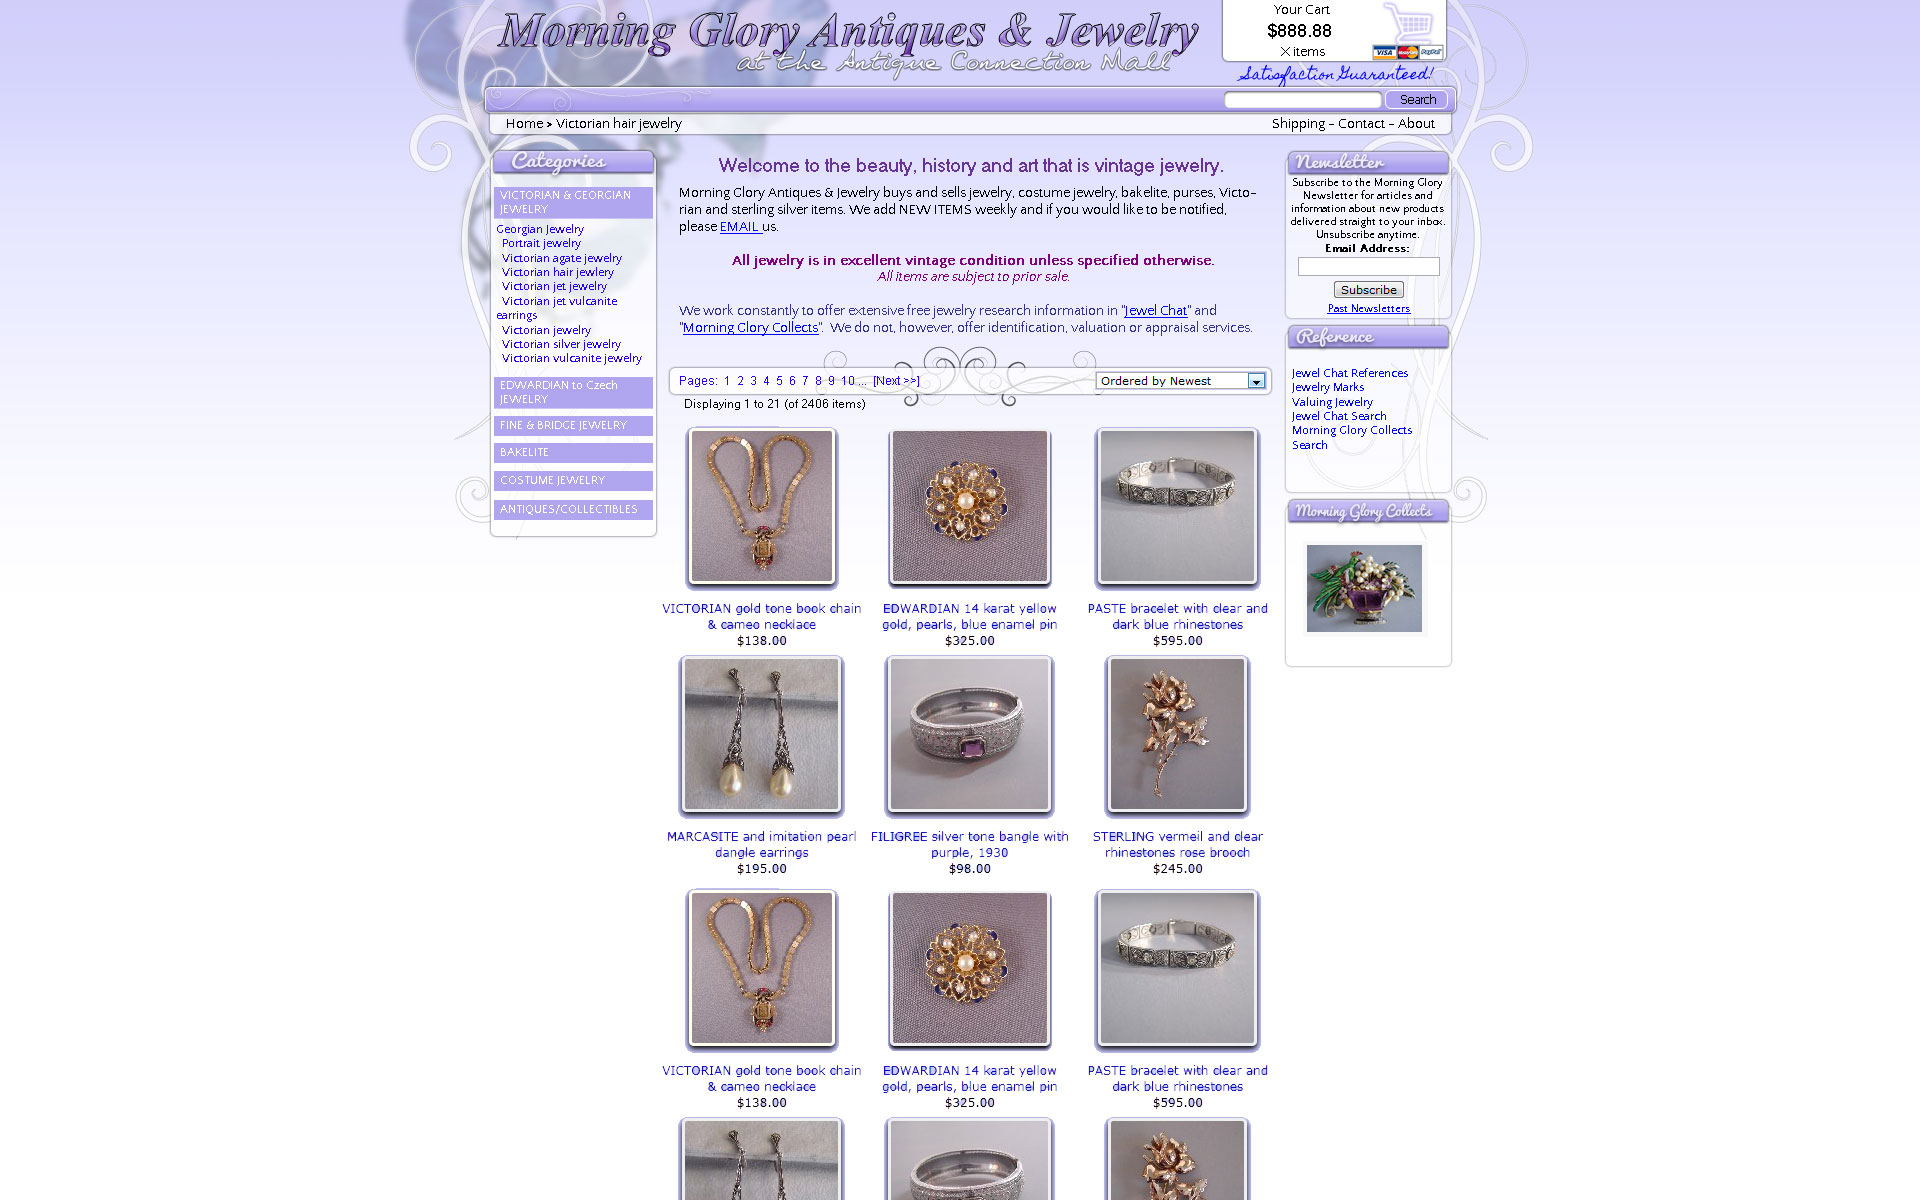 Morning Glory Antiques & Jewelry
at the Antique Connection Mall
Your Cart
$888.88
X items
VISA MasterCard PayPal
Satisfaction Guaranteed!
Search
Home > Victorian hair jewelry
Shipping - Contact - About
Categories
VICTORIAN & GEORGIAN
JEWELRY
Georgian Jewelry
Portrait jewelry
Victorian agate jewelry
Victorian hair jewlery
Victorian jet jewelry
Victorian jet vulcanite
earrings
Victorian jewelry
Victorian silver jewelry
Victorian vulcanite jewelry
EDWARDIAN to Czech
JEWELRY
FINE & BRIDGE JEWELRY
BAKELITE
COSTUME JEWELRY
ANTIQUES/COLLECTIBLES
Welcome to the beauty, history and art that is vintage jewelry.
Morning Glory Antiques & Jewelry buys and sells jewelry, costume jewelry, bakelite, purses, Victo-
rian and sterling silver items. We add NEW ITEMS weekly and if you would like to be notified,
please EMAIL us.
All jewelry is in excellent vintage condition unless specified otherwise.
All items are subject to prior sale.
We work constantly to offer extensive free jewelry research information in "Jewel Chat" and
"Morning Glory Collects". We do not, however, offer identification, valuation or appraisal services.
Pages: 1 2 3 4 5 6 7 8 9 10 ... [Next >>]
Ordered by Newest
Displaying 1 to 21 (of 2406 items)
VICTORIAN gold tone book chain
& cameo necklace
$138.00
EDWARDIAN 14 karat yellow
gold, pearls, blue enamel pin
$325.00
PASTE bracelet with clear and
dark blue rhinestones
$595.00
MARCASITE and imitation pearl
dangle earrings
$195.00
FILIGREE silver tone bangle with
purple, 1930
$98.00
STERLING vermeil and clear
rhinestones rose brooch
$245.00
VICTORIAN gold tone book chain
& cameo necklace
$138.00
EDWARDIAN 14 karat yellow
gold, pearls, blue enamel pin
$325.00
PASTE bracelet with clear and
dark blue rhinestones
$595.00
Newsletter
Subscribe to the Morning Glory
Newsletter for articles and
information about new products
delivered straight to your inbox.
Unsubscribe anytime.
Email Address:
Subscribe
Past Newsletters
Reference
Jewel Chat References
Jewelry Marks
Valuing Jewelry
Jewel Chat Search
Morning Glory Collects
Search
Morning Glory Collects